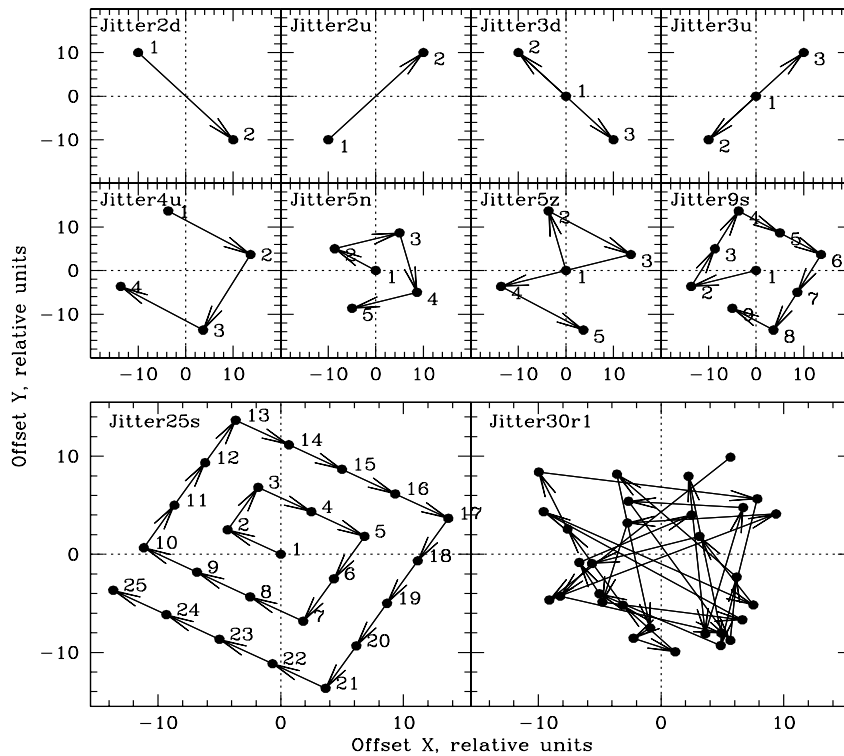 Jitter2d Jitter2u Jitter3d Jitter3u
10 1 2 2 3
0 1 1
−10 2 1 3 2
Jitter4u Jitter5n Jitter5z Jitter9s
10 1 2 3 2 4 5
0 2 1 3 3 6
−10 4 3 4 5 1 4 5 2 1 7 9 8
−10 0 10 −10 0 10 −10 0 10 −10 0 10
Offset Y, relative units
Jitter25s Jitter30r1
13 14
10 12 15
11 3 16
2 4 5 17
0 10 1 18
9 6
25 8 7 19
24 23 20
−10 22 21
−10 0 10 −10 0 10
Offset X, relative units